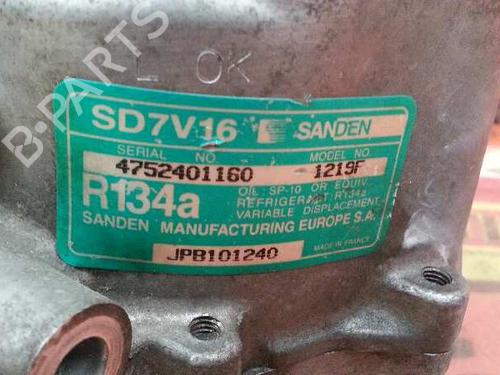 B-PARTS
L OK
SD7V16 SANDEN
SERIAL NO. MODEL NO.
4752401160 1219F
R134a
OIL: SP-10 OR EQUIV.
REFRIGERANT: R134a
VARIABLE DISPLACEMENT
SANDEN MANUFACTURING EUROPE S.A.
JPB101240
MADE IN FRANCE